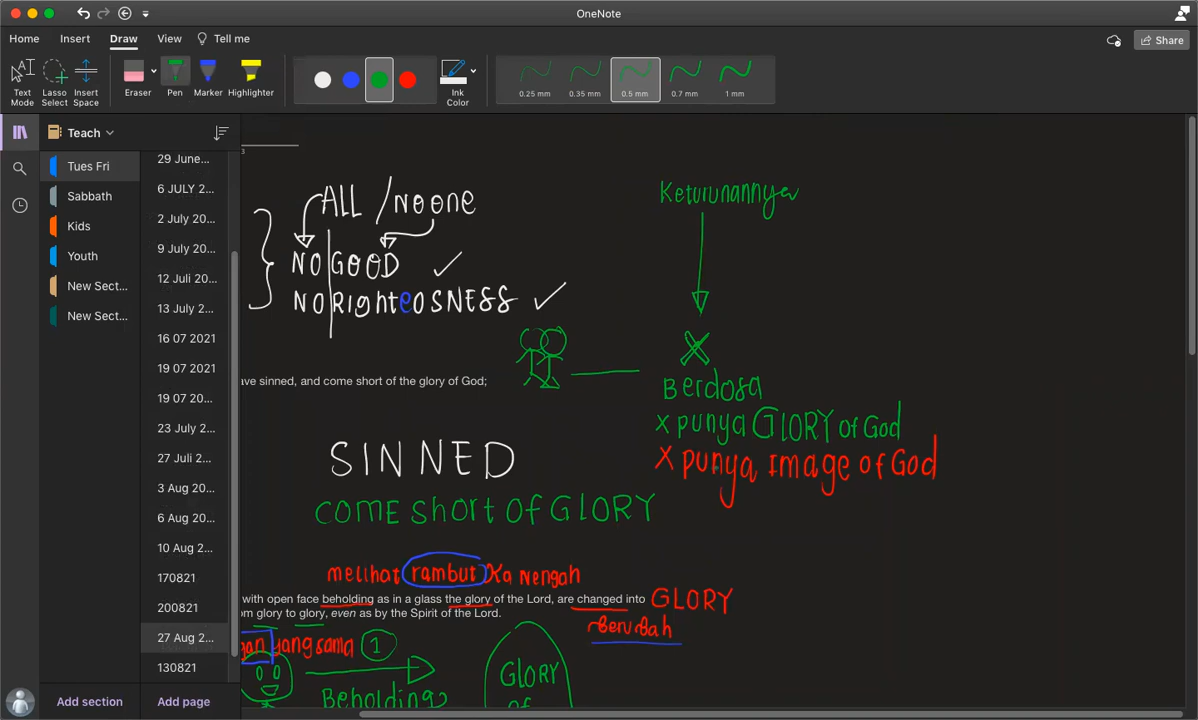 OneNote
Home Insert Draw View Tell me
Share
Text Mode
Lasso Select
Insert Space
Eraser
Pen
Marker
Highlighter
Ink Color
0.25 mm
0.35 mm
0.5 mm
0.7 mm
1 mm
Teach
Tues Fri
Sabbath
Kids
Youth
New Sect...
New Sect...
29 June...
6 JULY 2...
2 July 20...
9 July 20...
12 Juli 20...
13 july 2...
16 07 2021
19 07 2021
19 07 202...
23 July 2...
27 Juli 2...
3 Aug 20...
6 Aug 20...
10 Aug 2...
170821
200821
27 Aug 2...
130821
Add section
Add page
3
ALL / NO ONE
NO GOOD
NO RighteOSNESS
ave sinned, and come short of the glory of God;
Keturunannya
Berdosa
x punya GLORY of God
x punya Image of God
SINNED
COME short of GLORY
melihat rambut Ka Nengah
with open face beholding as in a glass the glory of the Lord, are changed into GLORY
om glory to glory, even as by the Spirit of the Lord.
Berubah
yang sama 1
Beholding
GLORY
of